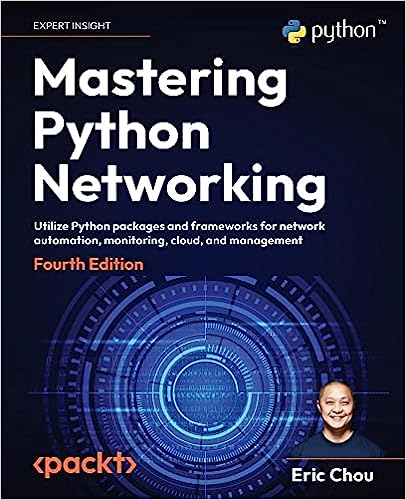 EXPERT INSIGHT
python™
Mastering
Python
Networking
Utilize Python packages and frameworks for network
automation, monitoring, cloud, and management
Fourth Edition
<packt>
Eric Chou